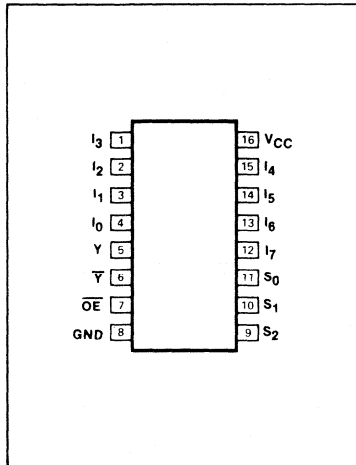 I3 1 16 VCC
I2 2 15 I4
I1 3 14 I5
I0 4 13 I6
Y 5 12 I7
Y̅ 6 11 S0
O̅E̅ 7 10 S1
GND 8 9 S2